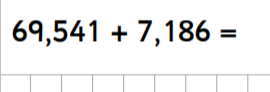 69,541 + 7,186 =